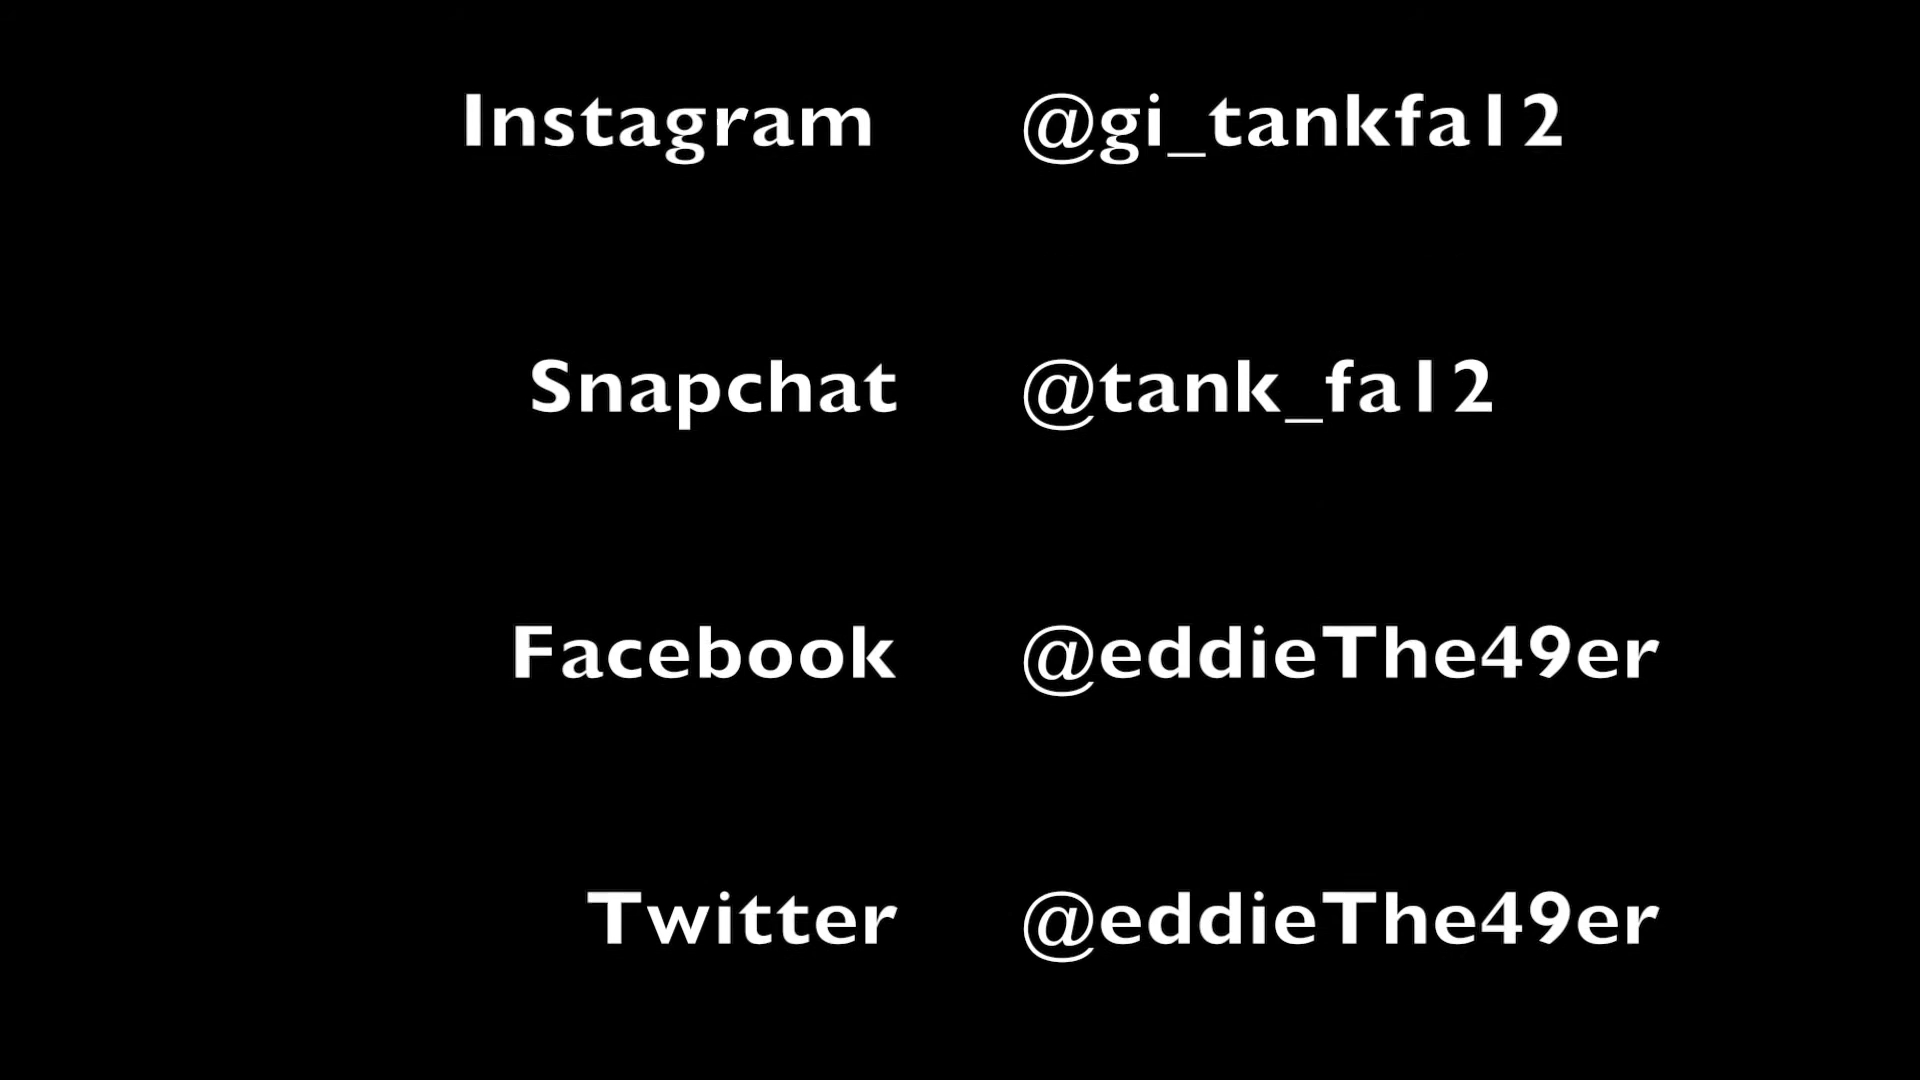 Instagram @gi_tankfa12
Snapchat @tank_fa12
Facebook @eddieThe49er
Twitter @eddieThe49er